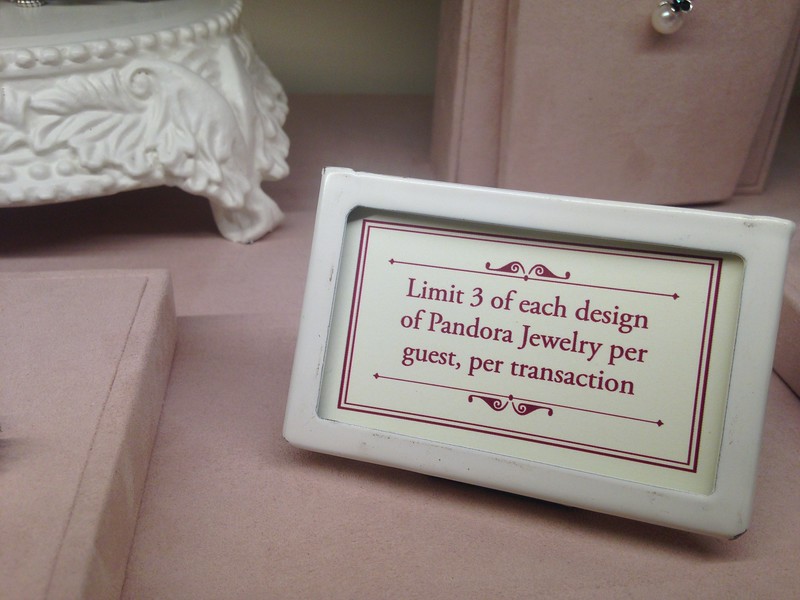 Limit 3 of each design
of Pandora Jewelry per
guest, per transaction